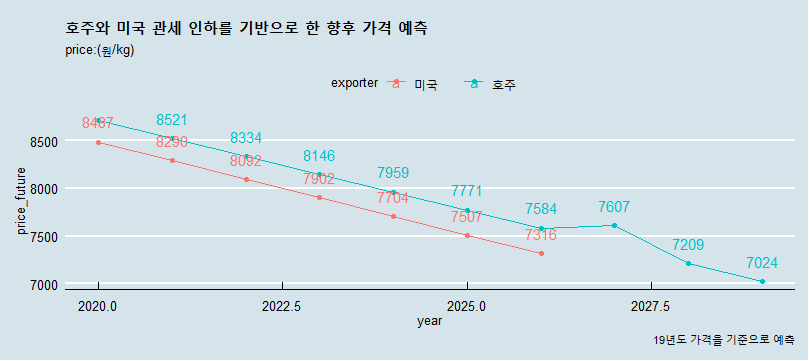 호주와 미국 관세 인하를 기반으로 한 향후 가격 예측
price:(원/kg)
exporter a 미국 a 호주
8487 8521 8290 8334 8092 8146 7902 7959 7704 7771 7507 7584 7316 7607 7209 7024
price_future
8500
8000
7500
7000
2020.0 2022.5 2025.0 2027.5
year
19년도 가격을 기준으로 예측